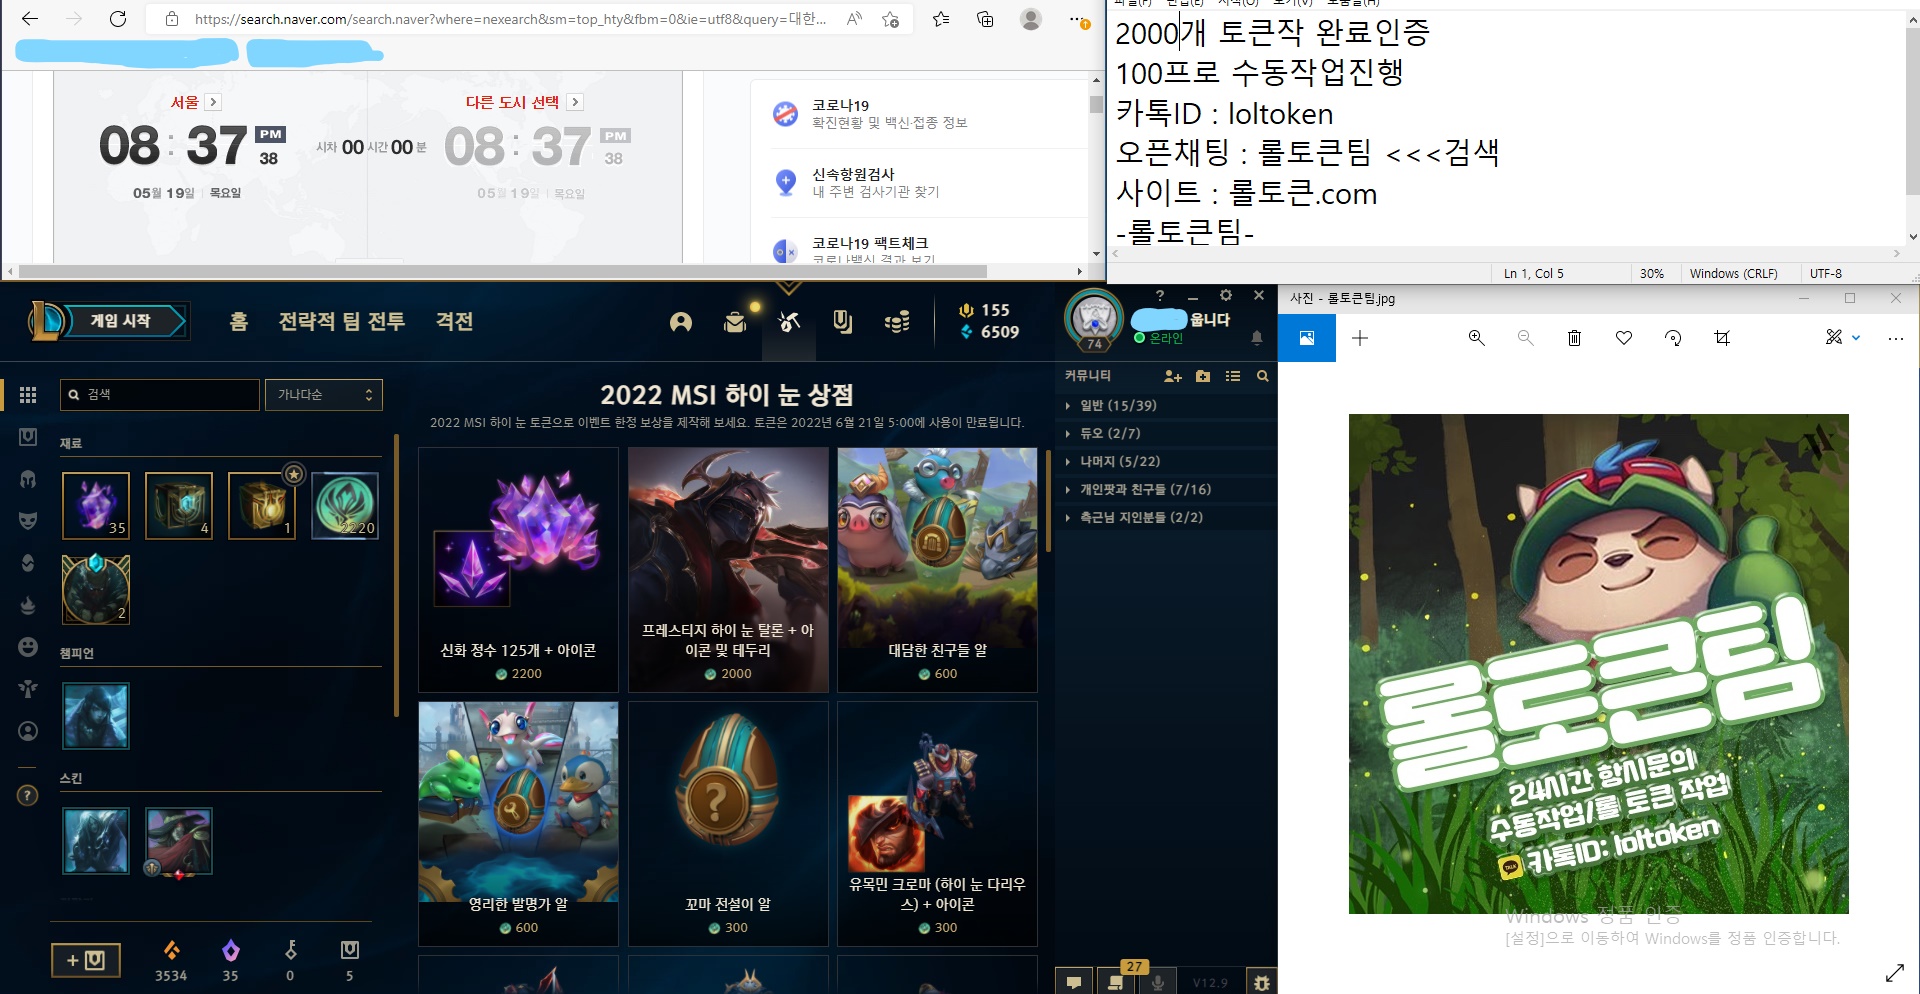 https://search.naver.com/search.naver?where=nexearch&sm=top_hty&fbm=0&ie=utf8&query=대한...
서울
다른 도시 선택
08 : 37 PM 38
시차 00 시간 00 분
08 : 37 PM 38
05월 19일 | 목요일
05월 19일 | 목요일
코로나19
확진현황 및 백신·접종 정보
신속항원검사
내 주변 검사기관 찾기
코로나19 팩트체크
코로나백신 결과 보기
파일(F) 편집(E) 서식(O) 보기(V) 도움말(H)
2000개 토큰작 완료인증
100프로 수동작업진행
카톡ID : loltoken
오픈채팅 : 롤토큰팀 <<<검색
사이트 : 롤토큰.com
-롤토큰팀-
Ln 1, Col 5
30%
Windows (CRLF)
UTF-8
게임 시작
홈
전략적 팀 전투
격전
155
6509
74
웁니다
온라인
검색
가나다순
재료
35
4
1
2220
2
챔피언
스킨
3534
35
0
5
2022 MSI 하이 눈 상점
2022 MSI 하이 눈 토큰으로 이벤트 한정 보상을 제작해 보세요. 토큰은 2022년 6월 21일 5:00에 사용이 만료됩니다.
신화 정수 125개 + 아이콘
2200
프레스티지 하이 눈 탈론 + 아이콘 및 테두리
2000
대담한 친구들 알
600
영리한 발명가 알
600
꼬마 전설이 알
300
유목민 크로마 (하이 눈 다리우스) + 아이콘
300
커뮤니티
일반 (15/39)
듀오 (2/7)
나머지 (5/22)
개인팟과 친구들 (7/16)
측근님 지인분들 (2/2)
27
V12.9
사진 - 롤토큰팀.jpg
롤토큰팀
24시간 항시문의
수동작업/롤 토큰 작업
TALK
카톡ID: loltoken
Windows 정품 인증
[설정]으로 이동하여 Windows를 정품 인증합니다.